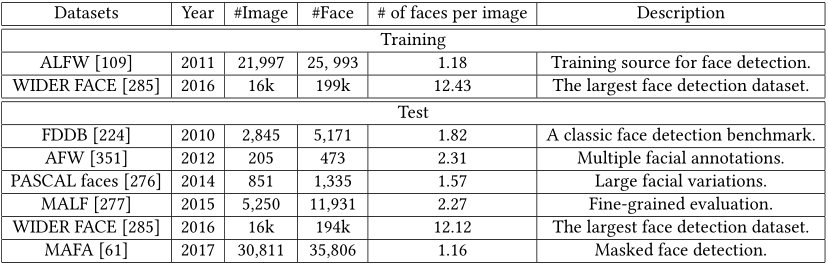 Datasets Year #Image #Face # of faces per image Description
Training
ALFW [109] 2011 21,997 25, 993 1.18 Training source for face detection.
WIDER FACE [285] 2016 16k 199k 12.43 The largest face detection dataset.
Test
FDDB [224] 2010 2,845 5,171 1.82 A classic face detection benchmark.
AFW [351] 2012 205 473 2.31 Multiple facial annotations.
PASCAL faces [276] 2014 851 1,335 1.57 Large facial variations.
MALF [277] 2015 5,250 11,931 2.27 Fine-grained evaluation.
WIDER FACE [285] 2016 16k 194k 12.12 The largest face detection dataset.
MAFA [61] 2017 30,811 35,806 1.16 Masked face detection.